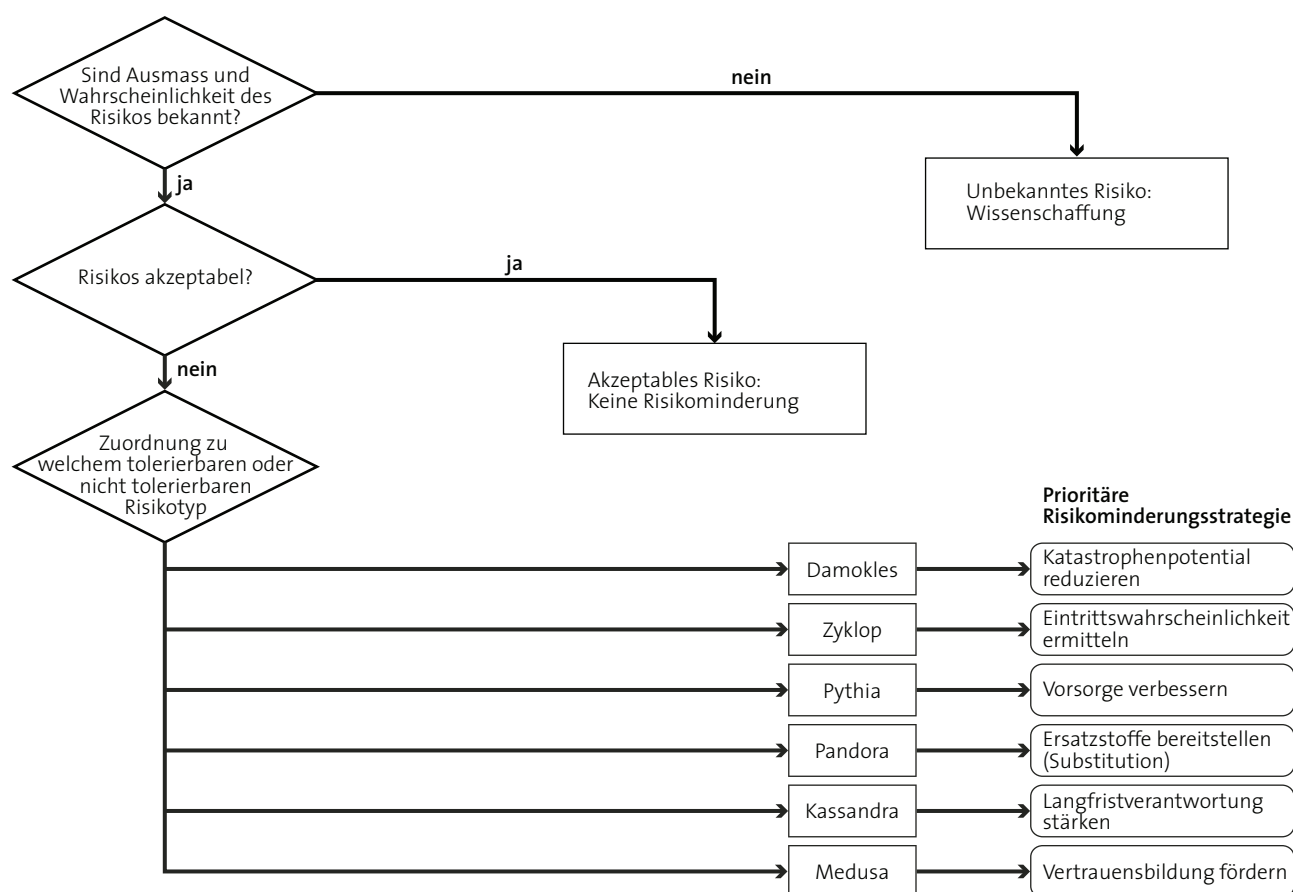 Sind Ausmass und
Wahrscheinlichkeit des
Risikos bekannt?
nein
ja
Unbekanntes Risiko:
Wissenschaffung
Risikos akzeptabel?
ja
nein
Akzeptables Risiko:
Keine Risikominderung
Zuordnung zu
welchem tolerierbaren oder
nicht tolerierbaren
Risikotyp
Prioritäre
Risikominderungsstrategie
Damokles
Katastrophenpotential
reduzieren
Zyklop
Eintrittswahrscheinlichkeit
ermitteln
Pythia
Vorsorge verbessern
Pandora
Ersatzstoffe bereitstellen
(Substitution)
Kassandra
Langfristverantwortung
stärken
Medusa
Vertrauensbildung fördern